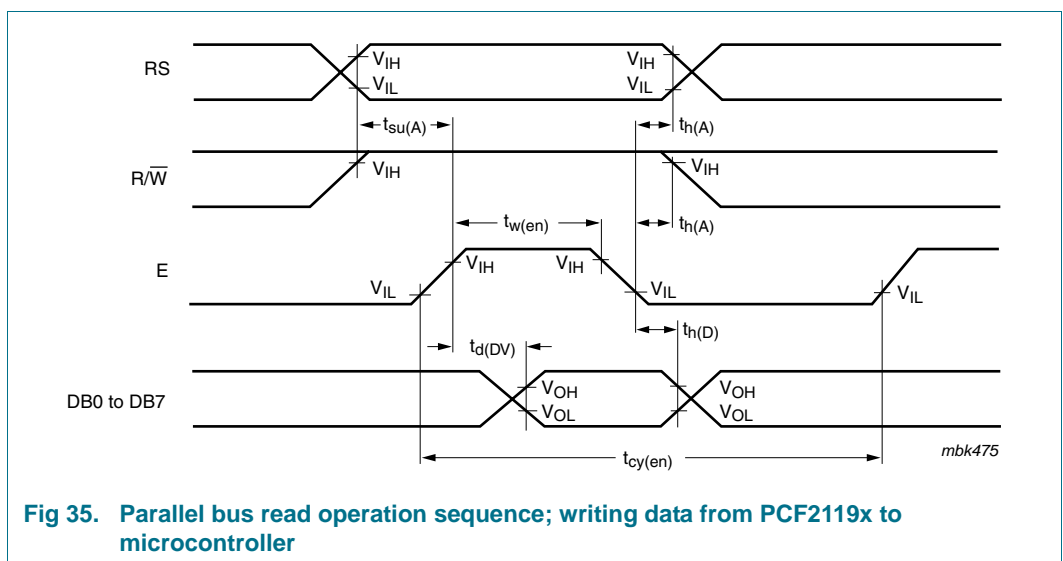 RS
VIH
VIL
VIH
VIL
tsu(A)
th(A)
R/W̅
VIH
VIH
tw(en)
th(A)
E
VIL
VIH
VIH
VIL
VIL
td(DV)
th(D)
DB0 to DB7
VOH
VOL
VOH
VOL
tcy(en)
mbk475
Fig 35. Parallel bus read operation sequence; writing data from PCF2119x to
microcontroller